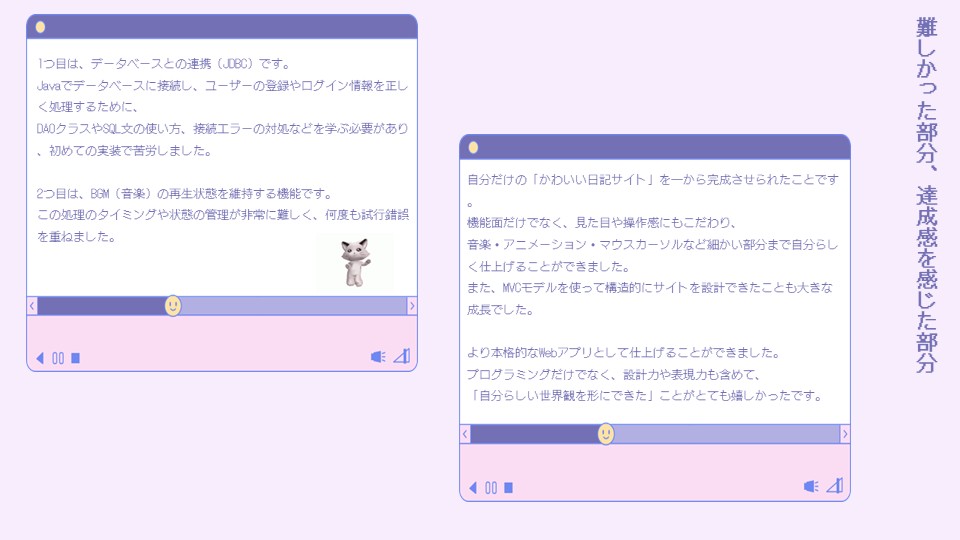 難しかった部分、達成感を感じた部分
1つ目は、データベースとの連携（JDBC）です。
Javaでデータベースに接続し、ユーザーの登録やログイン情報を正し
く処理するために、
DAOクラスやSQL文の使い方、接続エラーの対処などを学ぶ必要があり
、初めての実装で苦労しました。
2つ目は、BGM（音楽）の再生状態を維持する機能です。
この処理のタイミングや状態の管理が非常に難しく、何度も試行錯誤
を重ねました。
自分だけの「かわいい日記サイト」を一から完成させられたことです
。
機能面だけでなく、見た目や操作感にもこだわり、
音楽・アニメーション・マウスカーソルなど細かい部分まで自分らし
く仕上げることができました。
また、MVCモデルを使って構造的にサイトを設計できたことも大きな
成長でした。
より本格的なWebアプリとして仕上げることができました。
プログラミングだけでなく、設計力や表現力も含めて、
「自分らしい世界観を形にできた」ことがとても嬉しかったです。